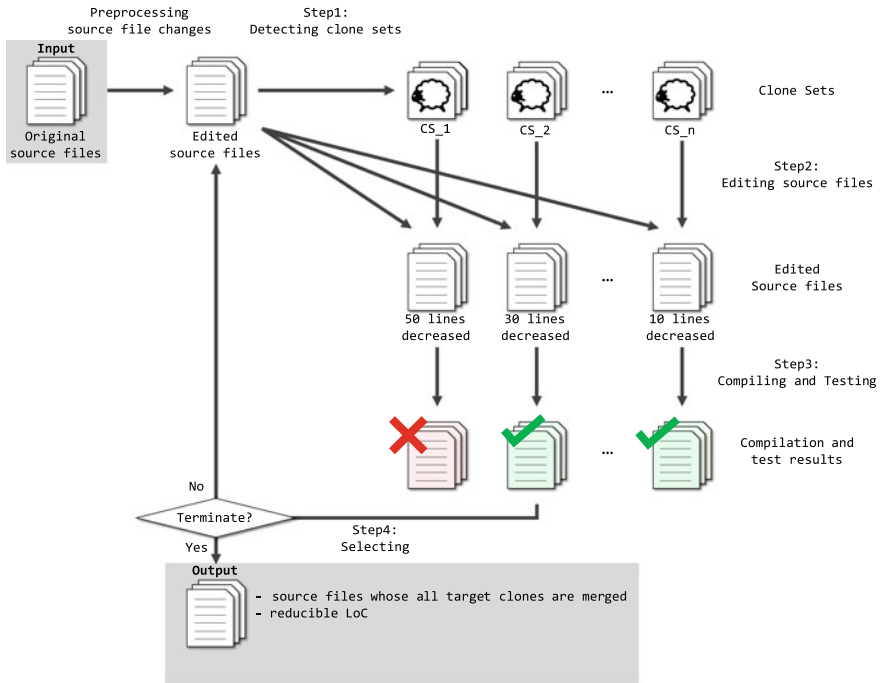 Preprocessing
source file changes
Step1:
Detecting clone sets
Input
Original
source files
Edited
source files
CS_1
CS_2
...
CS_n
Clone Sets
Step2:
Editing source files
...
Edited
Source files
50 lines
decreased
30 lines
decreased
10 lines
decreased
Step3:
Compiling and Testing
...
Compilation and
test results
No
Terminate?
Step4:
Selecting
Yes
Output
- source files whose all target clones are merged
- reducible LoC